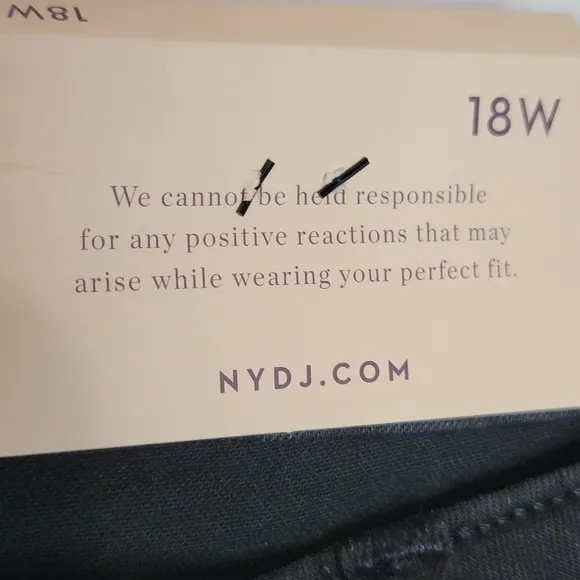 18W
18W
We cannot be held responsible
for any positive reactions that may
arise while wearing your perfect fit.
NYDJ.COM